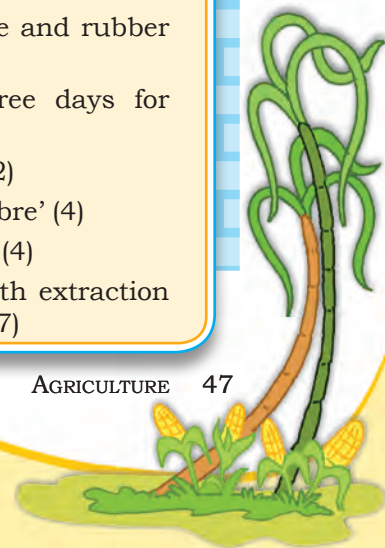 e and rubber
ree days for
2)
bre’ (4)
(4)
th extraction
7)
AGRICULTURE 47